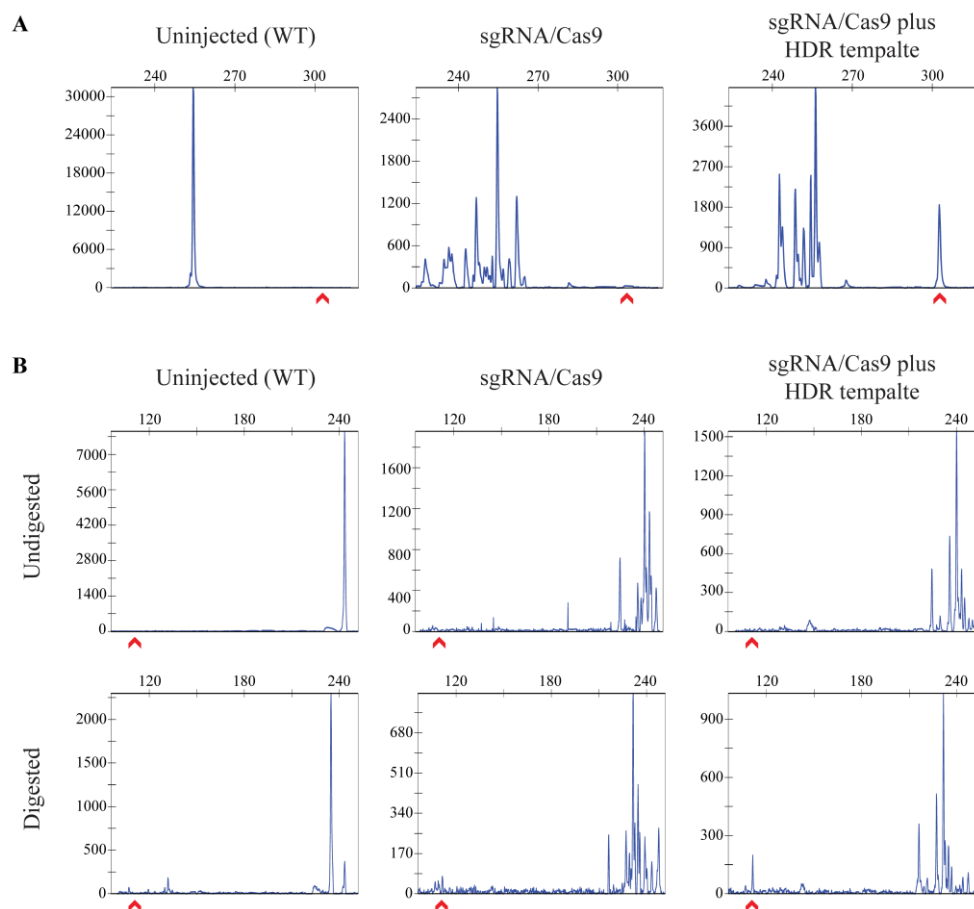 A
Uninjected (WT)
sgRNA/Cas9
sgRNA/Cas9 plus
HDR tempalte
240 270 300
240 270 300
240 270 300
30000
24000
18000
12000
6000
0
2400
1800
1200
600
0
3600
2700
1800
900
0
B
Uninjected (WT)
sgRNA/Cas9
sgRNA/Cas9 plus
HDR tempalte
Undigested
120 180 240
120 180 240
120 180 240
7000
5600
4200
2800
1400
0
1600
1200
800
400
0
1500
1200
900
600
300
0
Digested
120 180 240
120 180 240
120 180 240
2000
1500
1000
500
0
680
510
340
170
0
900
600
300
0